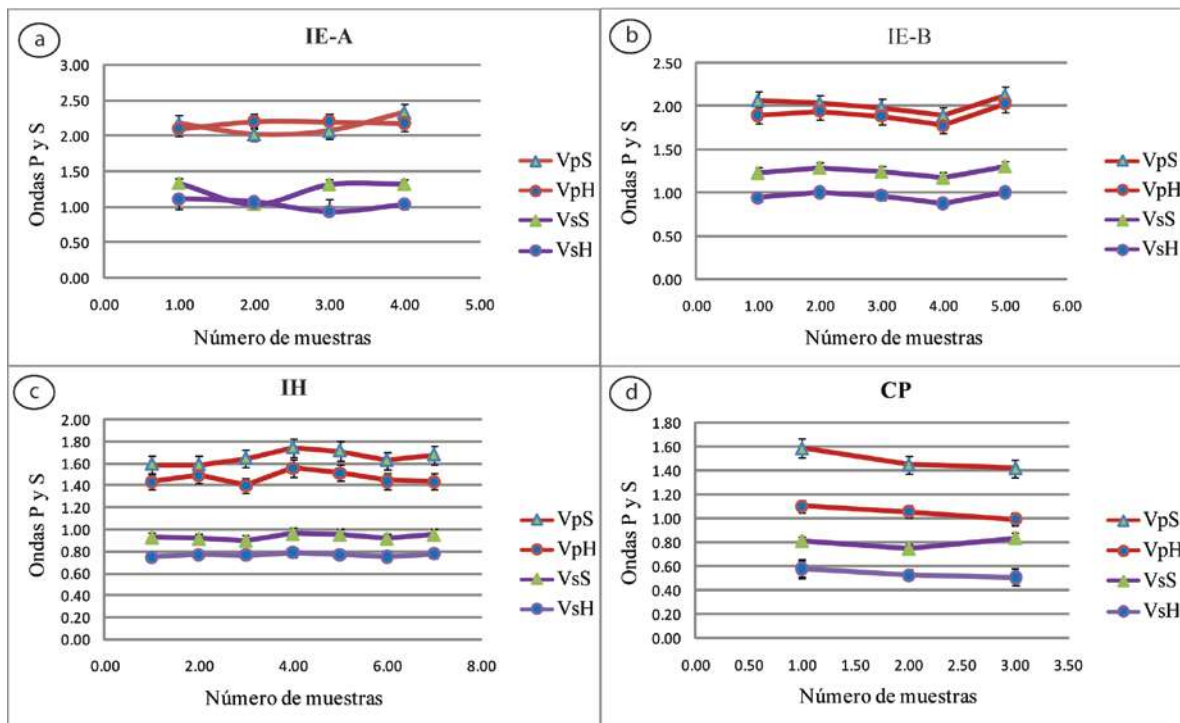 a
IE-A
Ondas P y S
3.00
2.50
2.00
1.50
1.00
0.50
0.00
0.00 1.00 2.00 3.00 4.00 5.00
Número de muestras
VpS
VpH
VsS
VsH
b
IE-B
Ondas P y S
2.50
2.00
1.50
1.00
0.50
0.00
0.00 1.00 2.00 3.00 4.00 5.00 6.00
Número de muestras
VpS
VpH
VsS
VsH
c
IH
Ondas P y S
2.00
1.80
1.60
1.40
1.20
1.00
0.80
0.60
0.40
0.20
0.00
0.00 2.00 4.00 6.00 8.00
Número de muestras
VpS
VpH
VsS
VsH
d
CP
Ondas P y S
1.80
1.60
1.40
1.20
1.00
0.80
0.60
0.40
0.20
0.00
0.00 0.50 1.00 1.50 2.00 2.50 3.00 3.50
Número de muestras
VpS
VpH
VsS
VsH